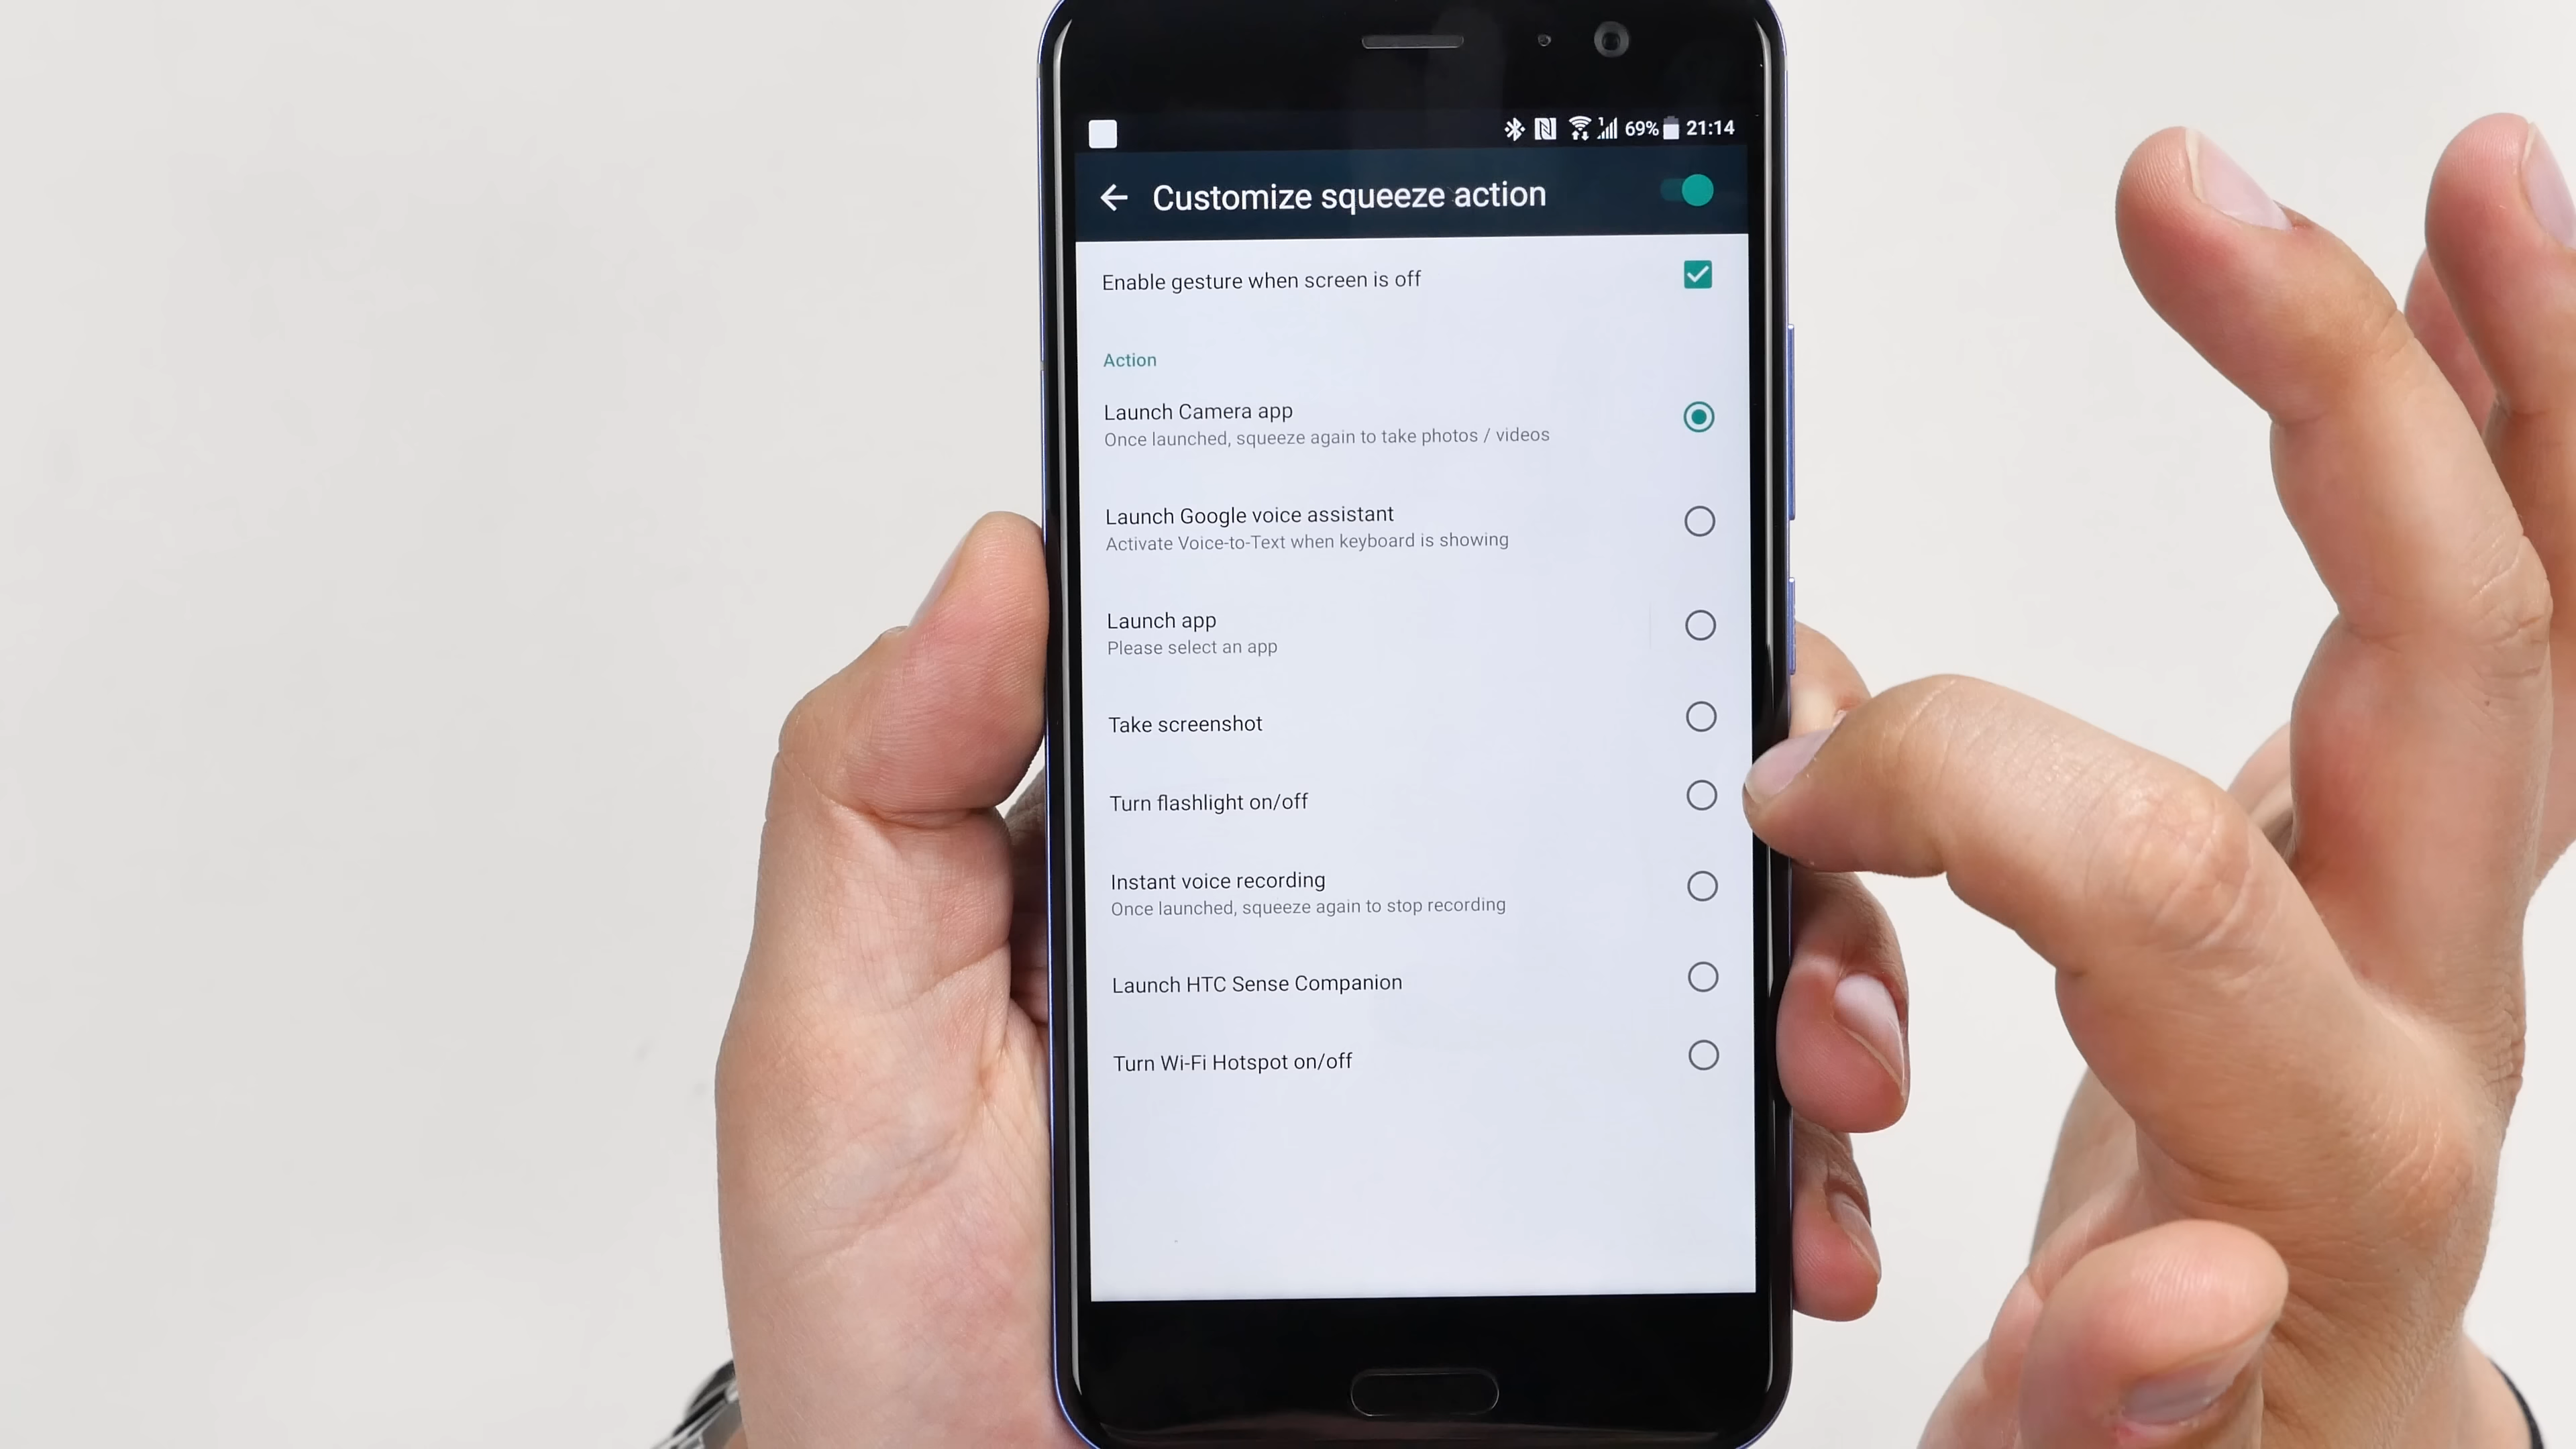 69% 21:14
Customize squeeze action
Enable gesture when screen is off
Action
Launch Camera app
Once launched, squeeze again to take photos / videos
Launch Google voice assistant
Activate Voice-to-Text when keyboard is showing
Launch app
Please select an app
Take screenshot
Turn flashlight on/off
Instant voice recording
Once launched, squeeze again to stop recording
Launch HTC Sense Companion
Turn Wi-Fi Hotspot on/off